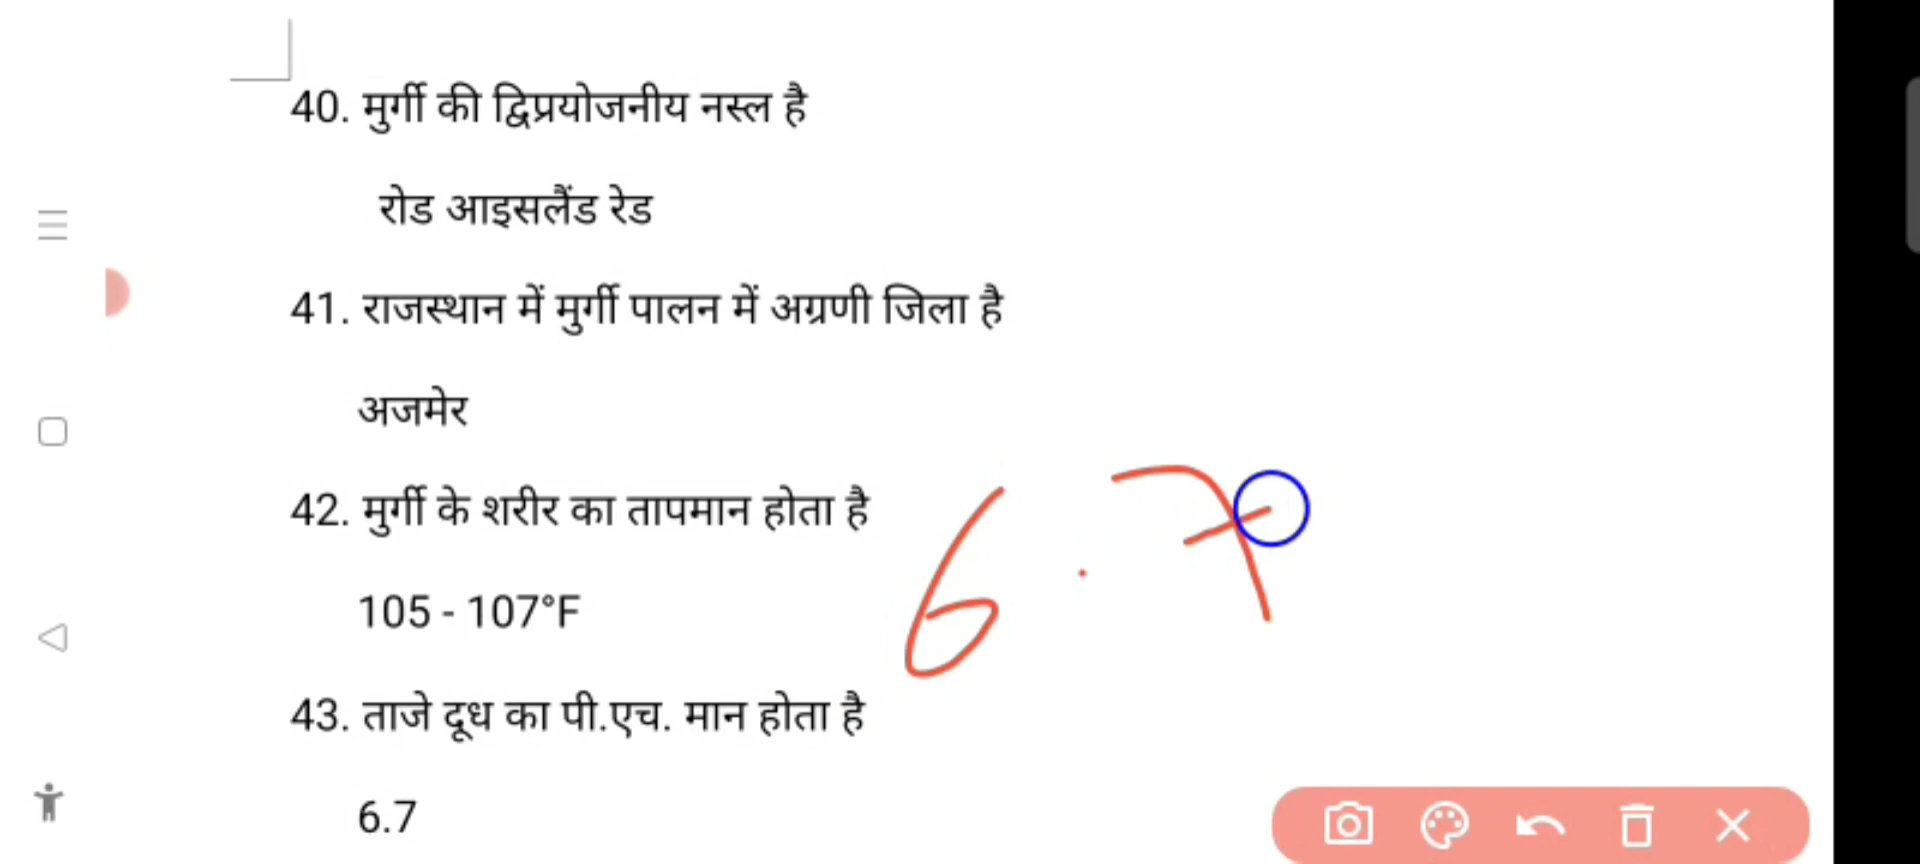 40. मुर्गी की द्विप्रयोजनीय नस्ल है
रोड आइसलैंड रेड
41. राजस्थान में मुर्गी पालन में अग्रणी जिला है
अजमेर
42. मुर्गी के शरीर का तापमान होता है
105 - 107°F
6.7
43. ताजे दूध का पी.एच. मान होता है
6.7